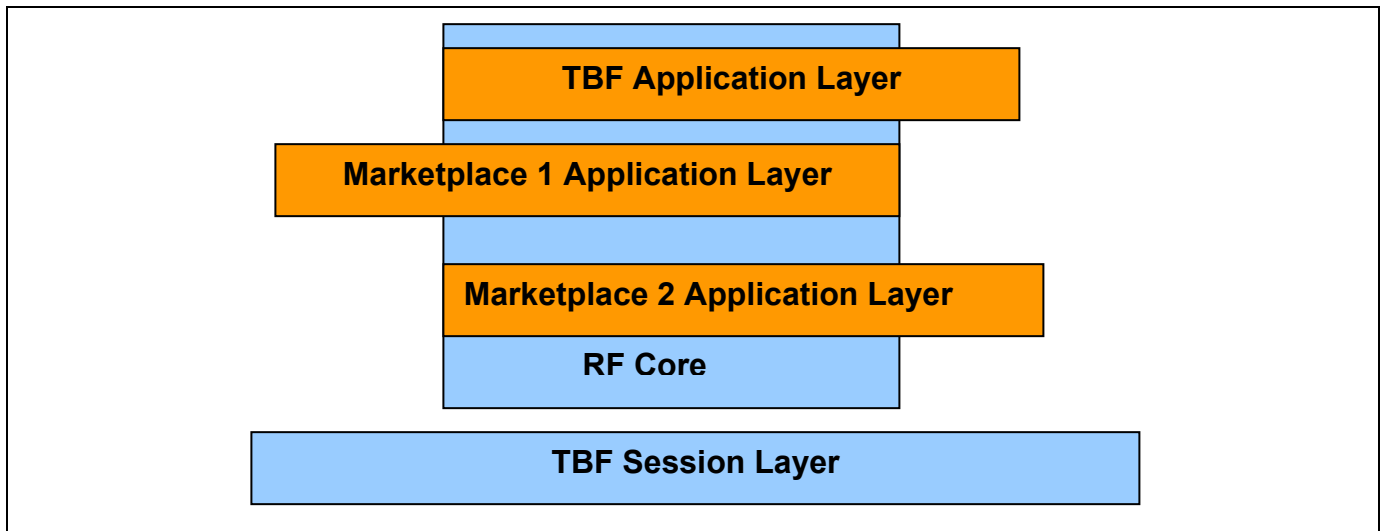 TBF Application Layer
Marketplace 1 Application Layer
Marketplace 2 Application Layer
RF Core
TBF Session Layer